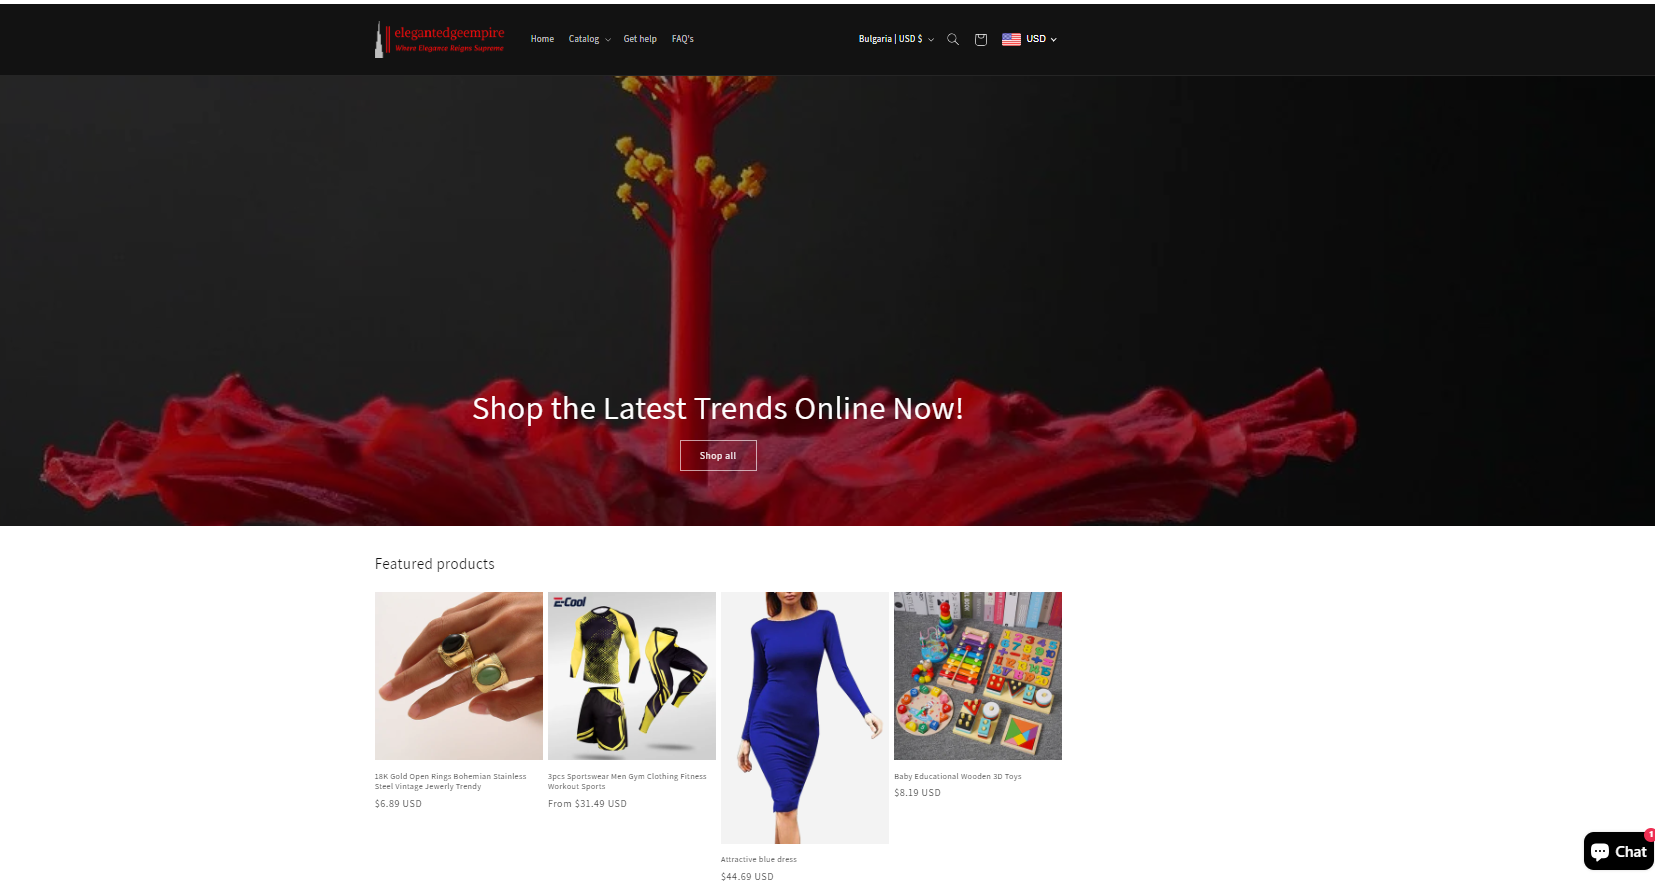 elegantedgeempire
Where Elegance Reigns Supreme
Home
Catalog
Get help
FAQ's
Bulgaria | USD $
USD
Shop the Latest Trends Online Now!
Shop all
Featured products
E-Cool
18K Gold Open Rings Bohemian Stainless
Steel Vintage Jewerly Trendy
$6.89 USD
3pcs Sportswear Men Gym Clothing Fitness
Workout Sports
From $31.49 USD
Attractive blue dress
$44.69 USD
Baby Educational Wooden 3D Toys
$8.19 USD
1
Chat